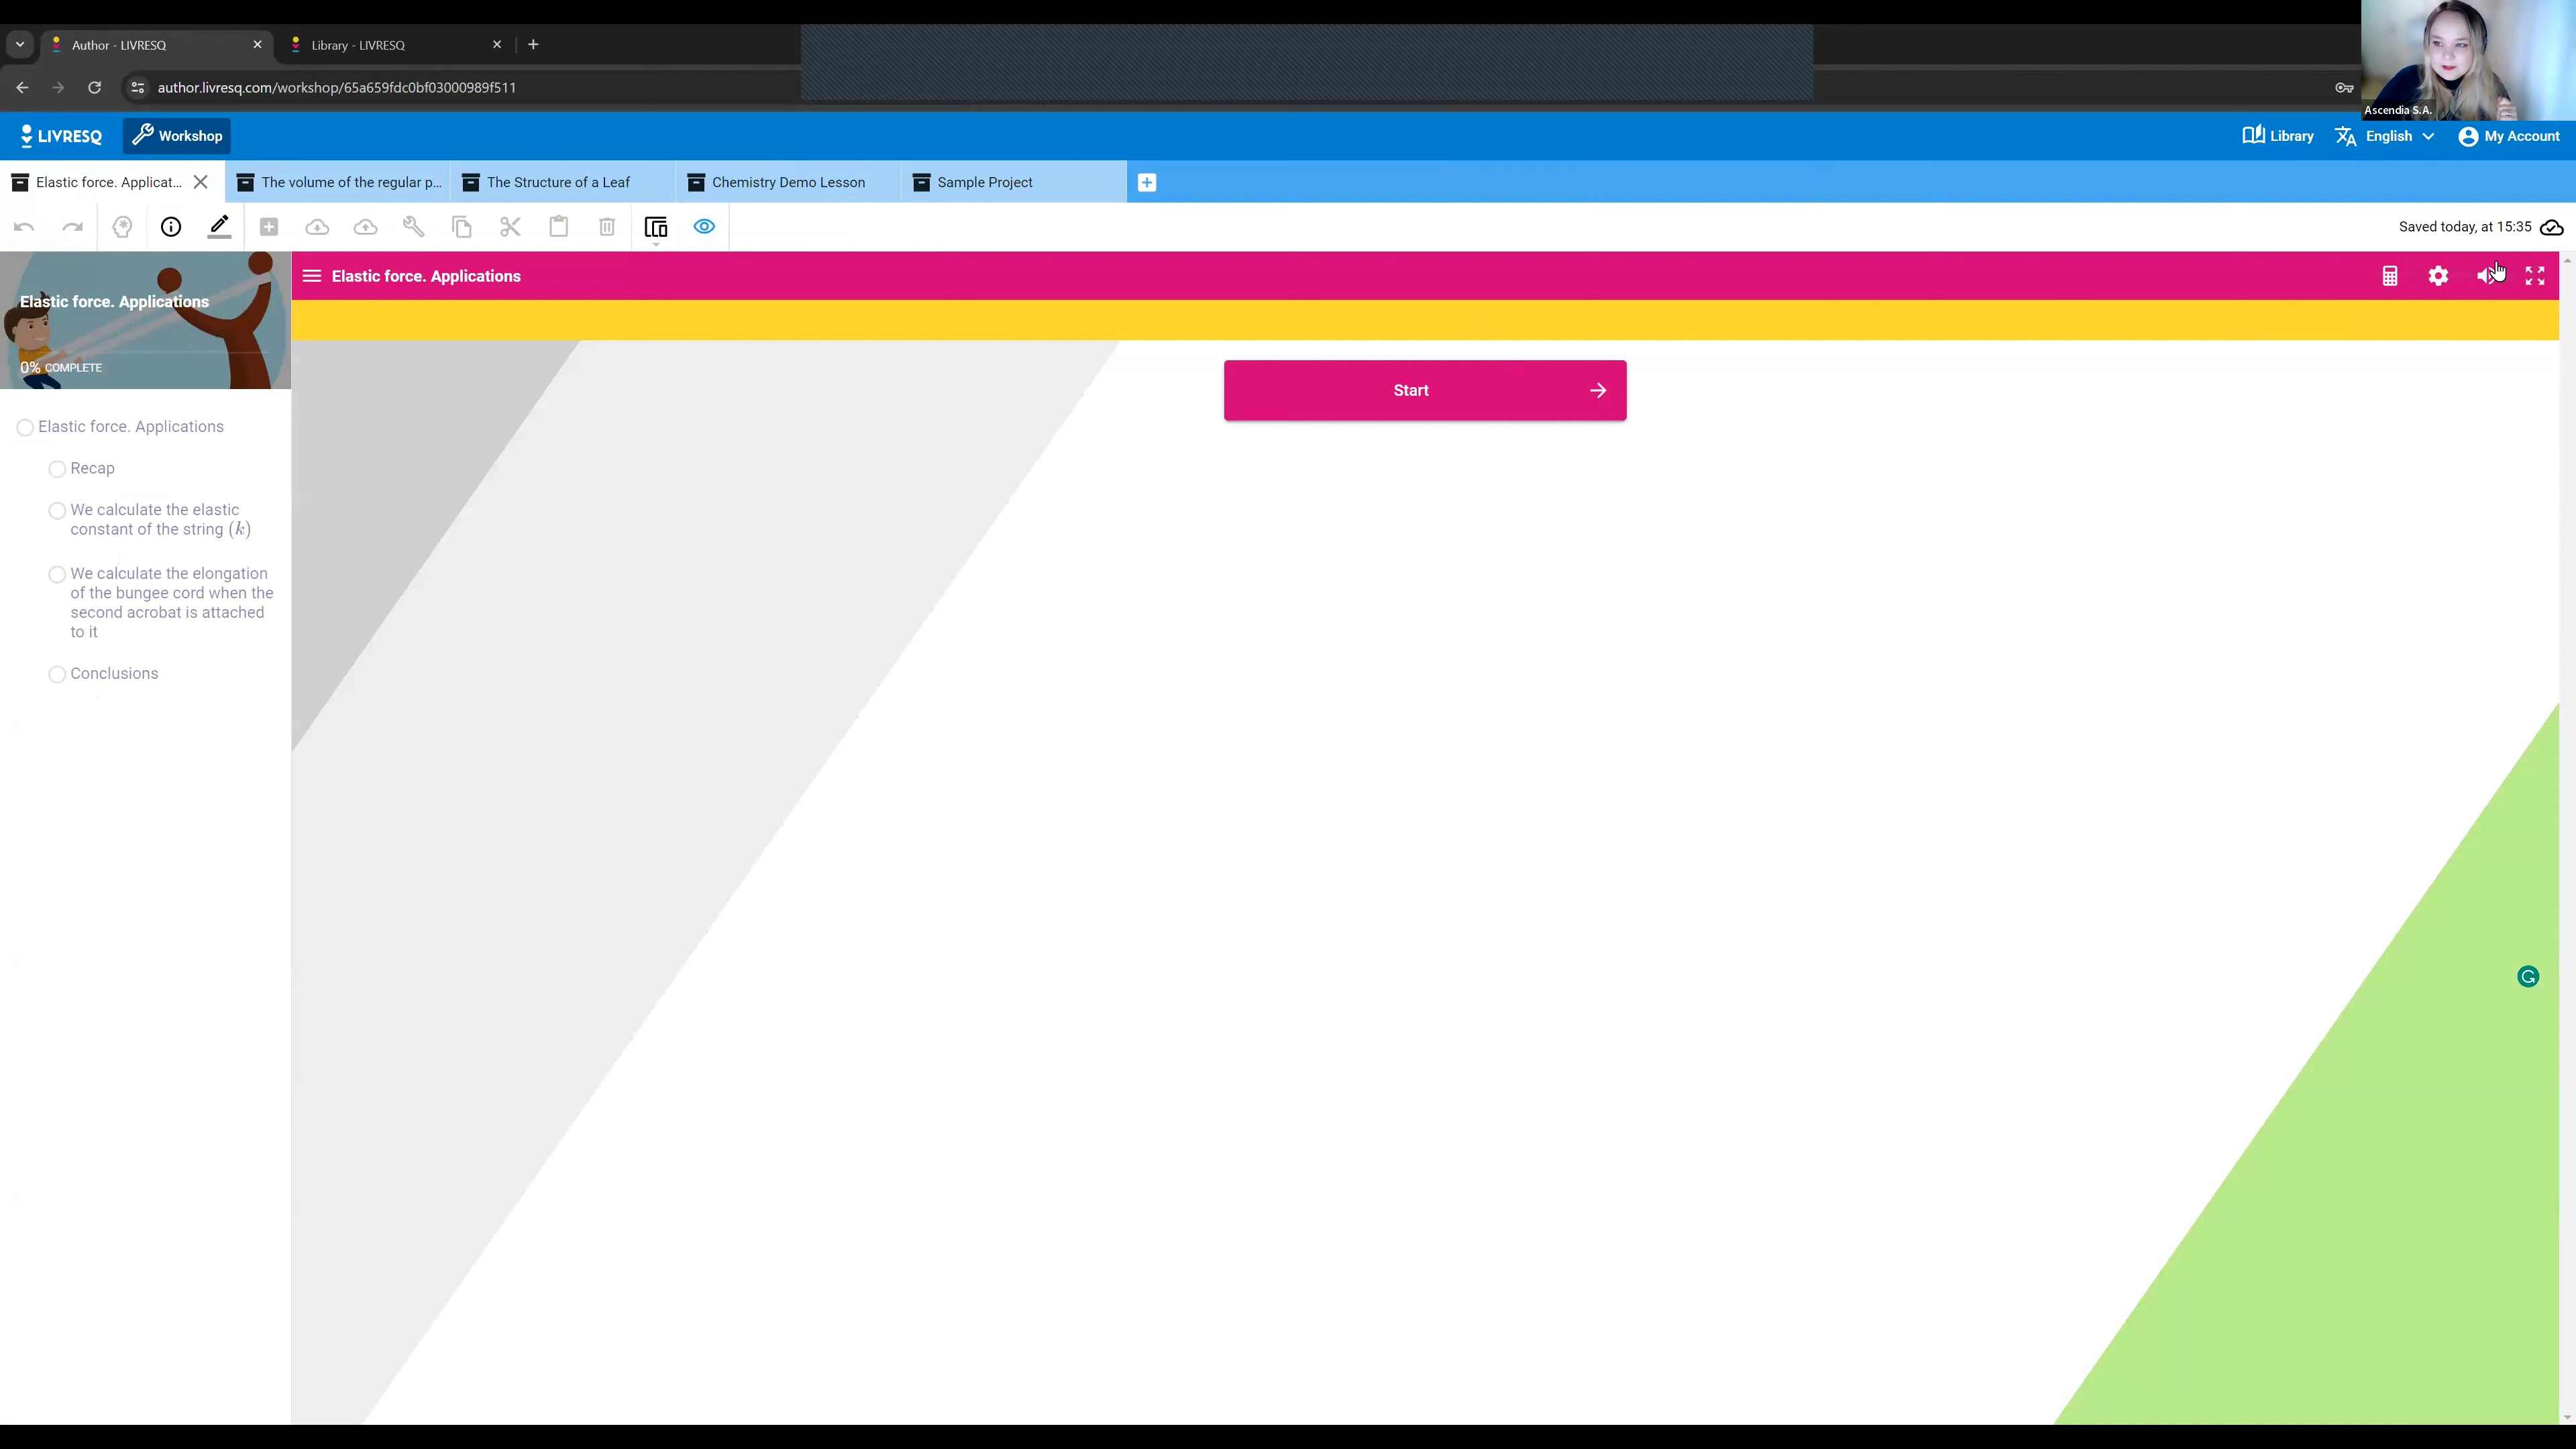 Author - LIVRESQ
Library - LIVRESQ
author.livresq.com/workshop/65a659fdc0bf03000989f511
Ascendia S.A.
LIVRESQ
Workshop
Library
English
My Account
Elastic force. Applicat...
The volume of the regular p...
The Structure of a Leaf
Chemistry Demo Lesson
Sample Project
Saved today, at 15:35
Elastic force. Applications
0% COMPLETE
Elastic force. Applications
Recap
We calculate the elastic
constant of the string (k)
We calculate the elongation
of the bungee cord when the
second acrobat is attached
to it
Conclusions
Elastic force. Applications
Start